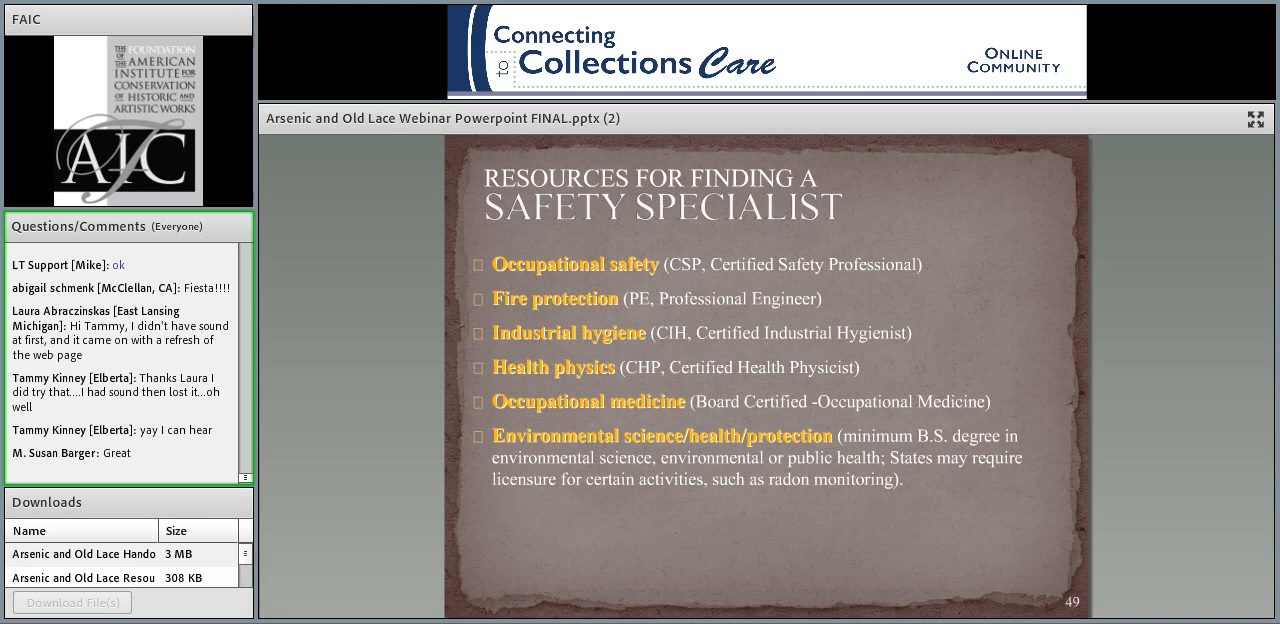 FAIC
THE FOUNDATION
OF THE AMERICAN
INSTITUTE FOR
CONSERVATION
OF HISTORIC AND
ARTISTIC WORKS
FAIC
Connecting
to Collections Care
ONLINE
COMMUNITY
Questions/Comments (Everyone)
LT Support [Mike]: ok
abigail schmenk [McClellan, CA]: Fiesta!!!!
Laura Abraczinskas [East Lansing
Michigan]: Hi Tammy, I didn't have sound
at first, and it came on with a refresh of
the web page
Tammy Kinney [Elberta]: Thanks Laura I
did try that....I had sound then lost it...oh
well
Tammy Kinney [Elberta]: yay I can hear
M. Susan Barger: Great
Downloads
Name Size
Arsenic and Old Lace Hando 3 MB
Arsenic and Old Lace Resou 308 KB
Download File(s)
Arsenic and Old Lace Webinar Powerpoint FINAL.pptx (2)
RESOURCES FOR FINDING A
SAFETY SPECIALIST
Occupational safety (CSP, Certified Safety Professional)
Fire protection (PE, Professional Engineer)
Industrial hygiene (CIH, Certified Industrial Hygienist)
Health physics (CHP, Certified Health Physicist)
Occupational medicine (Board Certified -Occupational Medicine)
Environmental science/health/protection (minimum B.S. degree in
environmental science, environmental or public health; States may require
licensure for certain activities, such as radon monitoring).
49